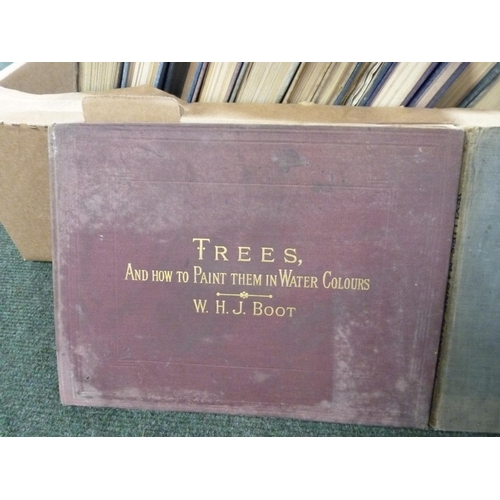 TREES,
AND HOW TO PAINT THEM IN WATER COLOURS
W. H. J. BOOT